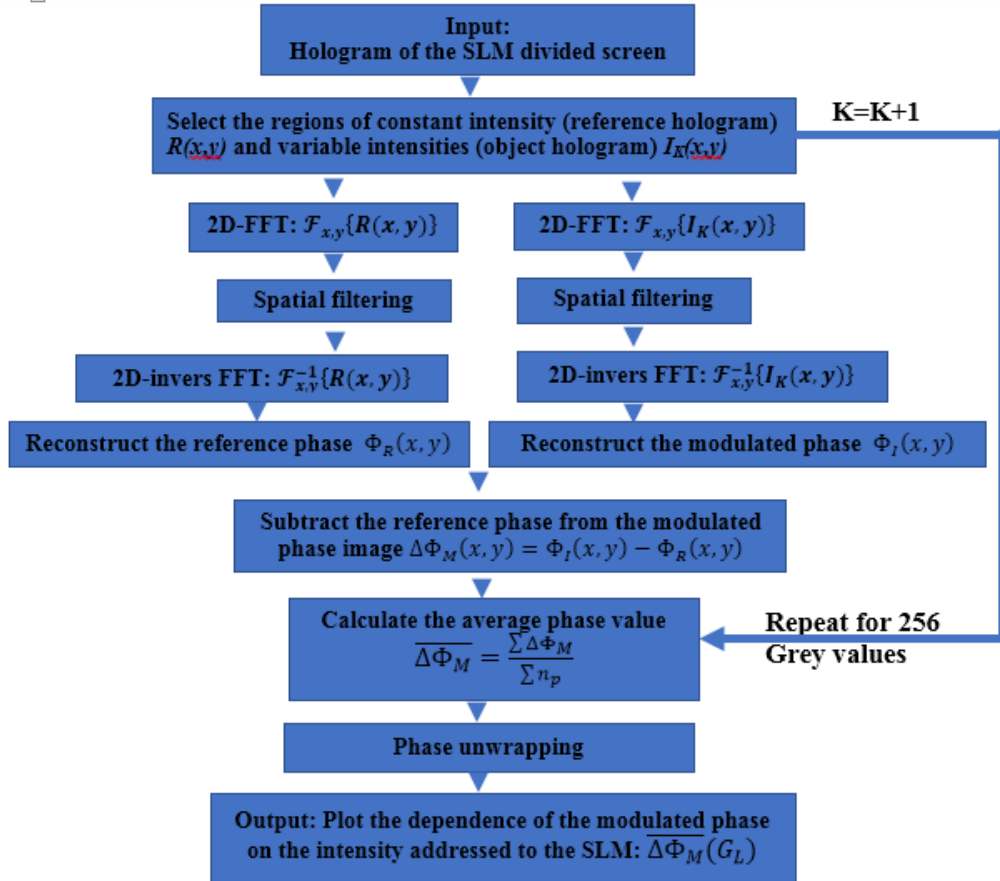 Input:
Hologram of the SLM divided screen
Select the regions of constant intensity (reference hologram)
R(x,y) and variable intensities (object hologram) I_K(x,y)
K=K+1
2D-FFT: ℱ_{x,y}{R(x, y)}
2D-FFT: ℱ_{x,y}{I_K(x, y)}
Spatial filtering
Spatial filtering
2D-invers FFT: ℱ_{x,y}^{-1}{R(x, y)}
2D-invers FFT: ℱ_{x,y}^{-1}{I_K(x, y)}
Reconstruct the reference phase Φ_R(x, y)
Reconstruct the modulated phase Φ_I(x, y)
Subtract the reference phase from the modulated
phase image ΔΦ_M(x, y) = Φ_I(x, y) − Φ_R(x, y)
Calculate the average phase value
\overline{ΔΦ_M} = \frac{∑ΔΦ_M}{∑n_p}
Repeat for 256
Grey values
Phase unwrapping
Output: Plot the dependence of the modulated phase
on the intensity addressed to the SLM: \overline{ΔΦ_M}(G_L)